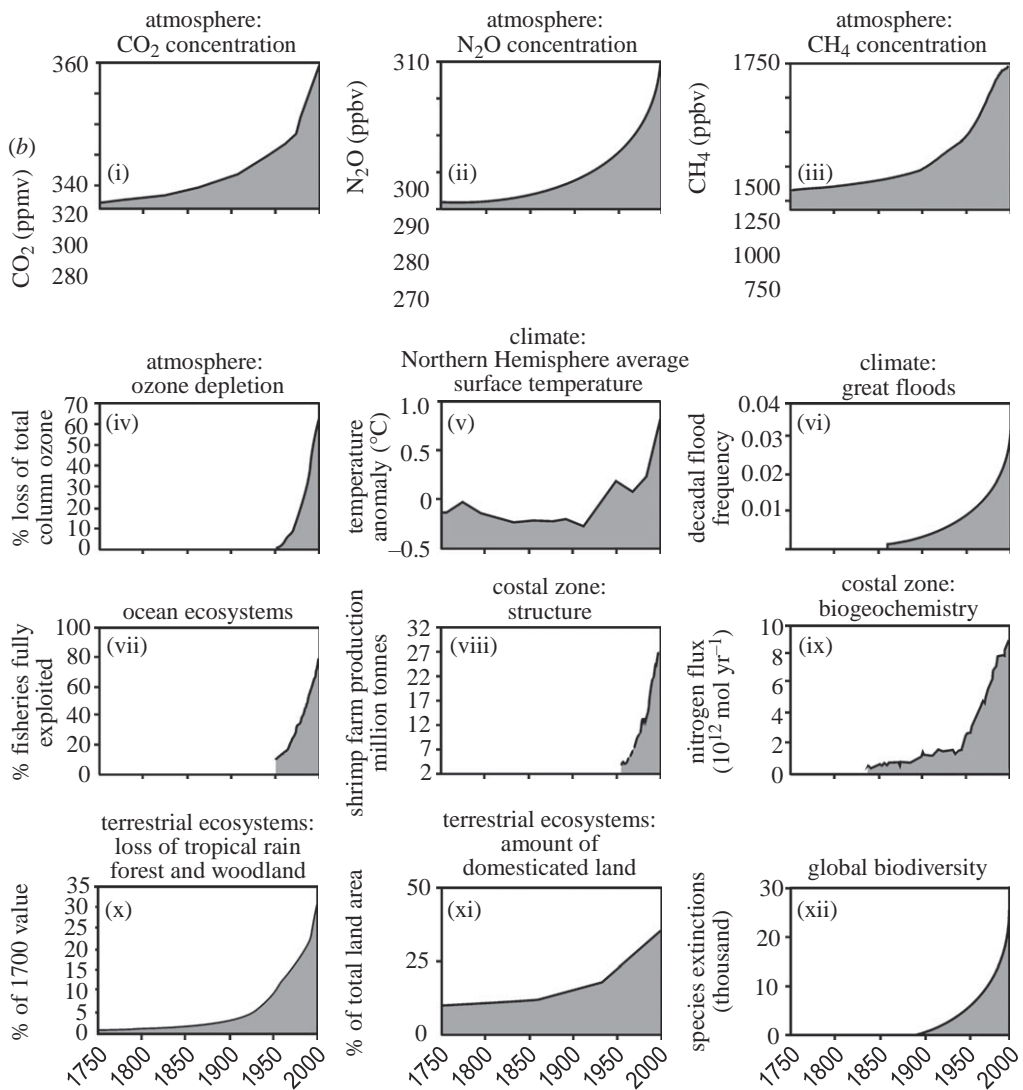 (b)
atmosphere:
CO₂ concentration
CO₂ (ppmv)
360
340
320
300
280
(i)
atmosphere:
N₂O concentration
N₂O (ppbv)
310
300
290
280
270
(ii)
atmosphere:
CH₄ concentration
CH₄ (ppbv)
1750
1500
1250
1000
750
(iii)
atmosphere:
ozone depletion
% loss of total
column ozone
70
60
50
40
30
20
10
0
(iv)
climate:
Northern Hemisphere average
surface temperature
temperature
anomaly (°C)
1.0
0.5
0
–0.5
(v)
climate:
great floods
decadal flood
frequency
0.04
0.03
0.02
0.01
(vi)
ocean ecosystems
% fisheries fully
exploited
100
80
60
40
20
0
(vii)
costal zone:
structure
shrimp farm production
million tonnes
32
27
17
12
7
2
(viii)
costal zone:
biogeochemistry
nitrogen flux
(10¹² mol yr⁻¹)
10
8
6
4
2
0
(ix)
terrestrial ecosystems:
loss of tropical rain
forest and woodland
% of 1700 value
35
30
25
20
15
10
5
0
(x)
1750
1800
1850
1900
1950
2000
terrestrial ecosystems:
amount of
domesticated land
% of total land area
50
25
0
(xi)
1750
1800
1850
1900
1950
2000
global biodiversity
species extinctions
(thousand)
30
20
10
0
(xii)
1750
1800
1850
1900
1950
2000